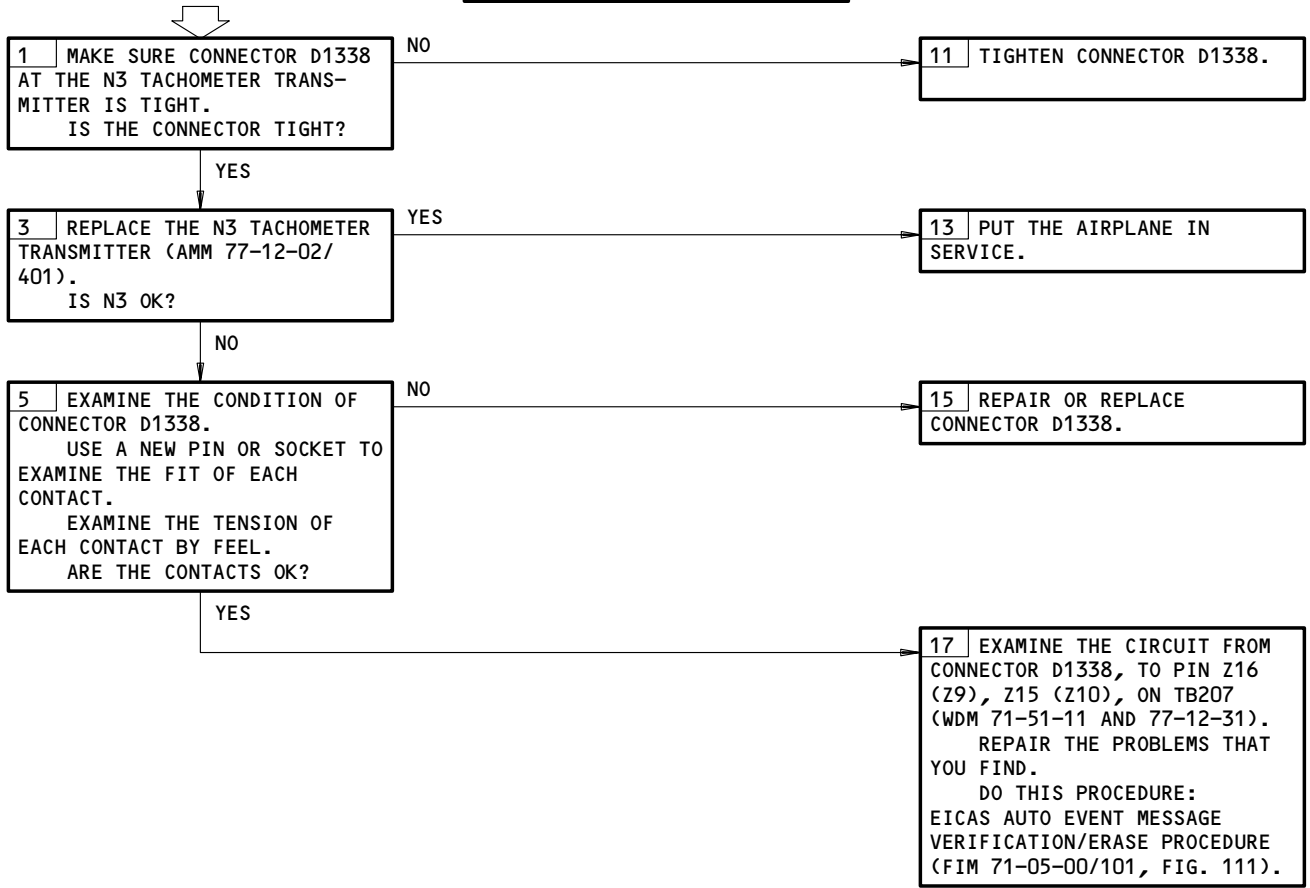 1 MAKE SURE CONNECTOR D1338
AT THE N3 TACHOMETER TRANS-
MITTER IS TIGHT.
IS THE CONNECTOR TIGHT?
NO
11 TIGHTEN CONNECTOR D1338.
YES
3 REPLACE THE N3 TACHOMETER
TRANSMITTER (AMM 77-12-02/
401).
IS N3 OK?
YES
13 PUT THE AIRPLANE IN
SERVICE.
NO
5 EXAMINE THE CONDITION OF
CONNECTOR D1338.
USE A NEW PIN OR SOCKET TO
EXAMINE THE FIT OF EACH
CONTACT.
EXAMINE THE TENSION OF
EACH CONTACT BY FEEL.
ARE THE CONTACTS OK?
NO
15 REPAIR OR REPLACE
CONNECTOR D1338.
YES
17 EXAMINE THE CIRCUIT FROM
CONNECTOR D1338, TO PIN Z16
(Z9), Z15 (Z10), ON TB207
(WDM 71-51-11 AND 77-12-31).
REPAIR THE PROBLEMS THAT
YOU FIND.
DO THIS PROCEDURE:
EICAS AUTO EVENT MESSAGE
VERIFICATION/ERASE PROCEDURE
(FIM 71-05-00/101, FIG. 111).